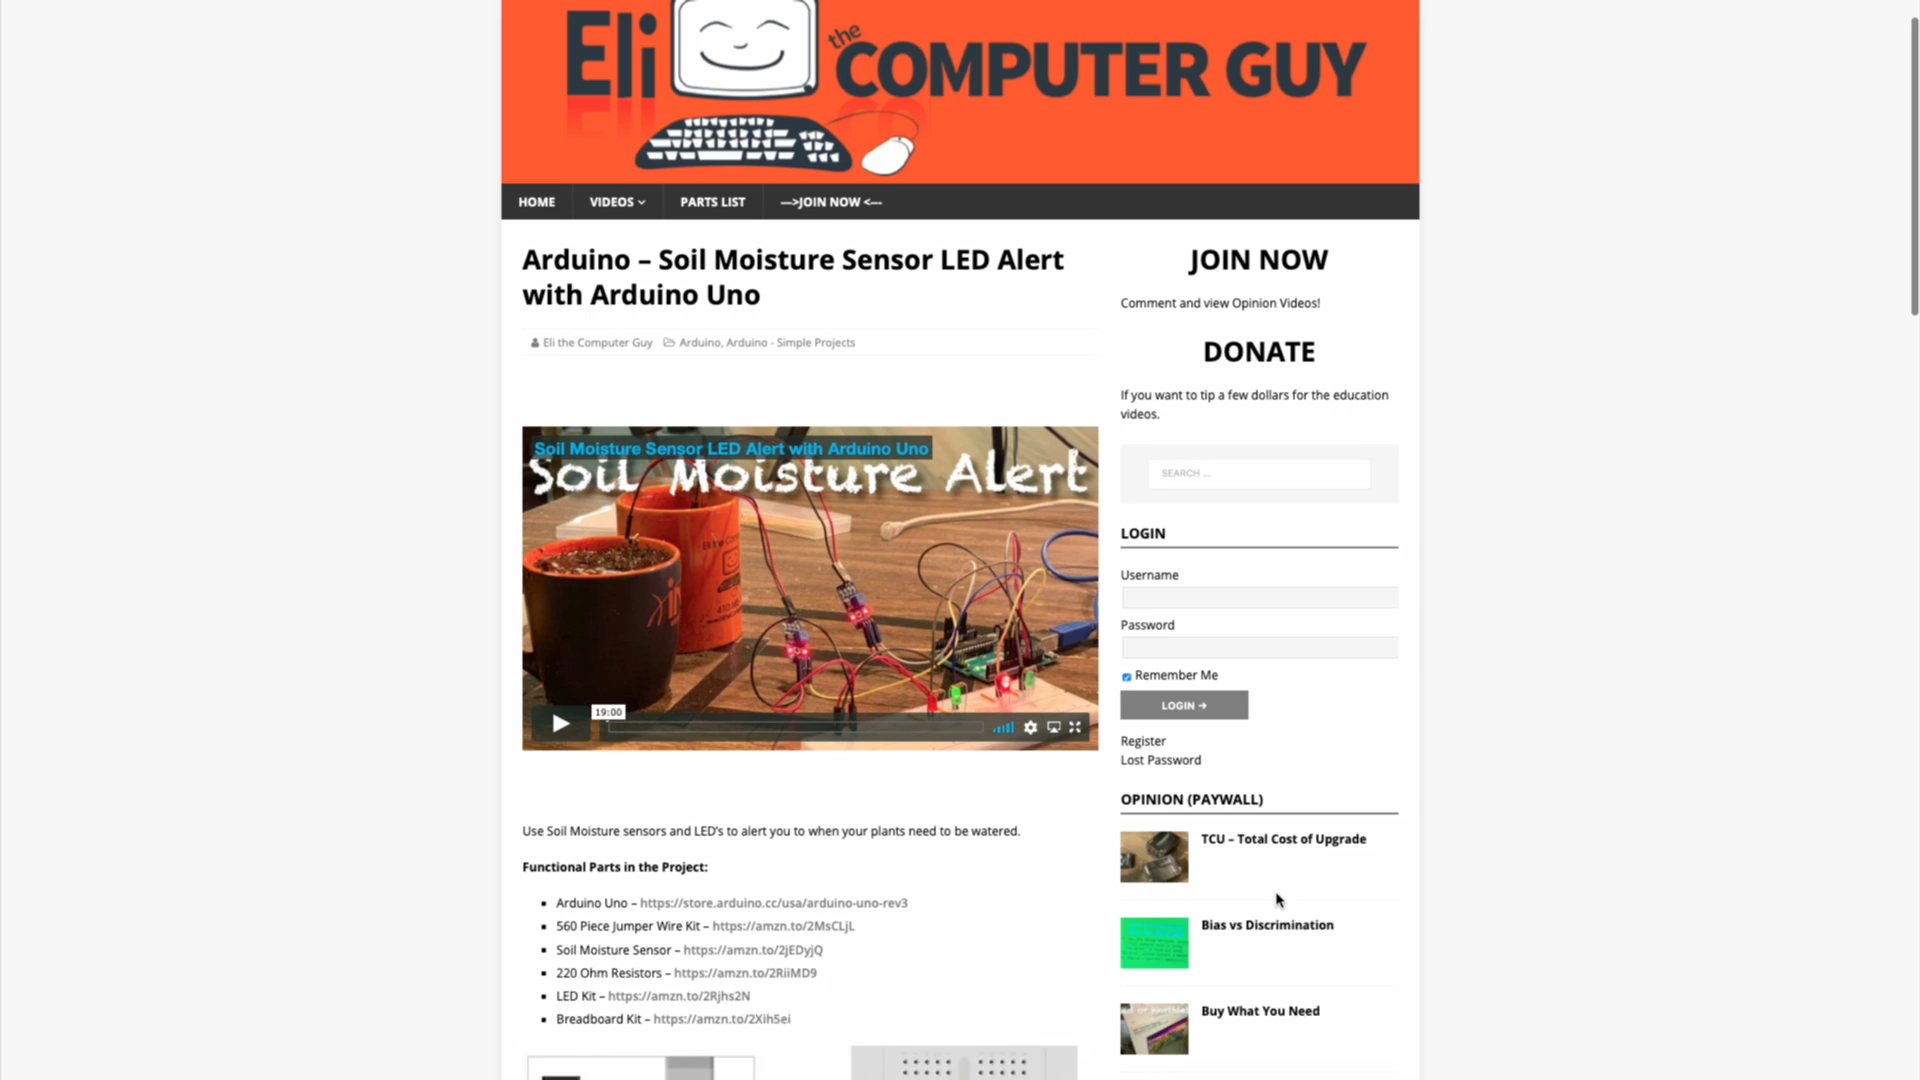 Eli the COMPUTER GUY
HOME VIDEOS PARTS LIST --->JOIN NOW <---
Arduino – Soil Moisture Sensor LED Alert
with Arduino Uno
Eli the Computer Guy Arduino, Arduino - Simple Projects
Soil Moisture Sensor LED Alert with Arduino Uno
Soil Moisture Alert
19:00
Use Soil Moisture sensors and LED's to alert you to when your plants need to be watered.
Functional Parts in the Project:
Arduino Uno – https://store.arduino.cc/usa/arduino-uno-rev3
560 Piece Jumper Wire Kit – https://amzn.to/2MsCLjL
Soil Moisture Sensor – https://amzn.to/2jEDyjQ
220 Ohm Resistors – https://amzn.to/2RiiMD9
LED Kit – https://amzn.to/2Rjhs2N
Breadboard Kit – https://amzn.to/2Xih5ei
JOIN NOW
Comment and view Opinion Videos!
DONATE
If you want to tip a few dollars for the education
videos.
SEARCH ...
LOGIN
Username
Password
Remember Me
LOGIN →
Register
Lost Password
OPINION (PAYWALL)
TCU – Total Cost of Upgrade
Bias vs Discrimination
Buy What You Need